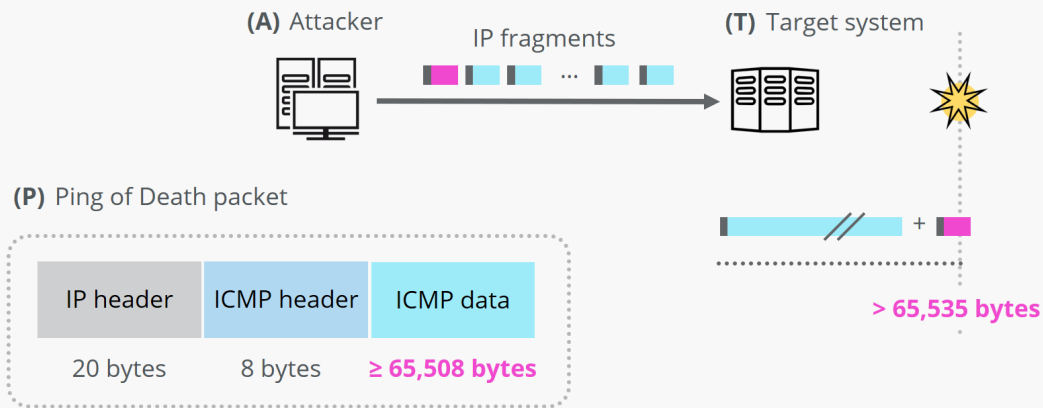 (A) Attacker
IP fragments
(T) Target system
...
(P) Ping of Death packet
+
IP header
ICMP header
ICMP data
20 bytes
8 bytes
≥ 65,508 bytes
> 65,535 bytes